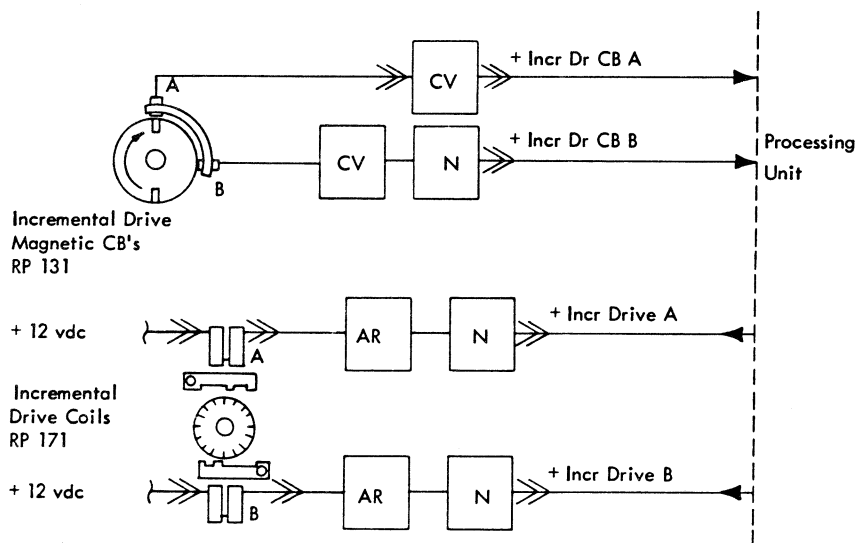 + Incr Dr CB A
A
CV
+ Incr Dr CB B
CV
N
B
Processing
Unit
Incremental Drive
Magnetic CB's
RP 131
+ 12 vdc
A
AR
N
+ Incr Drive A
Incremental
Drive Coils
RP 171
+ 12 vdc
B
AR
N
+ Incr Drive B